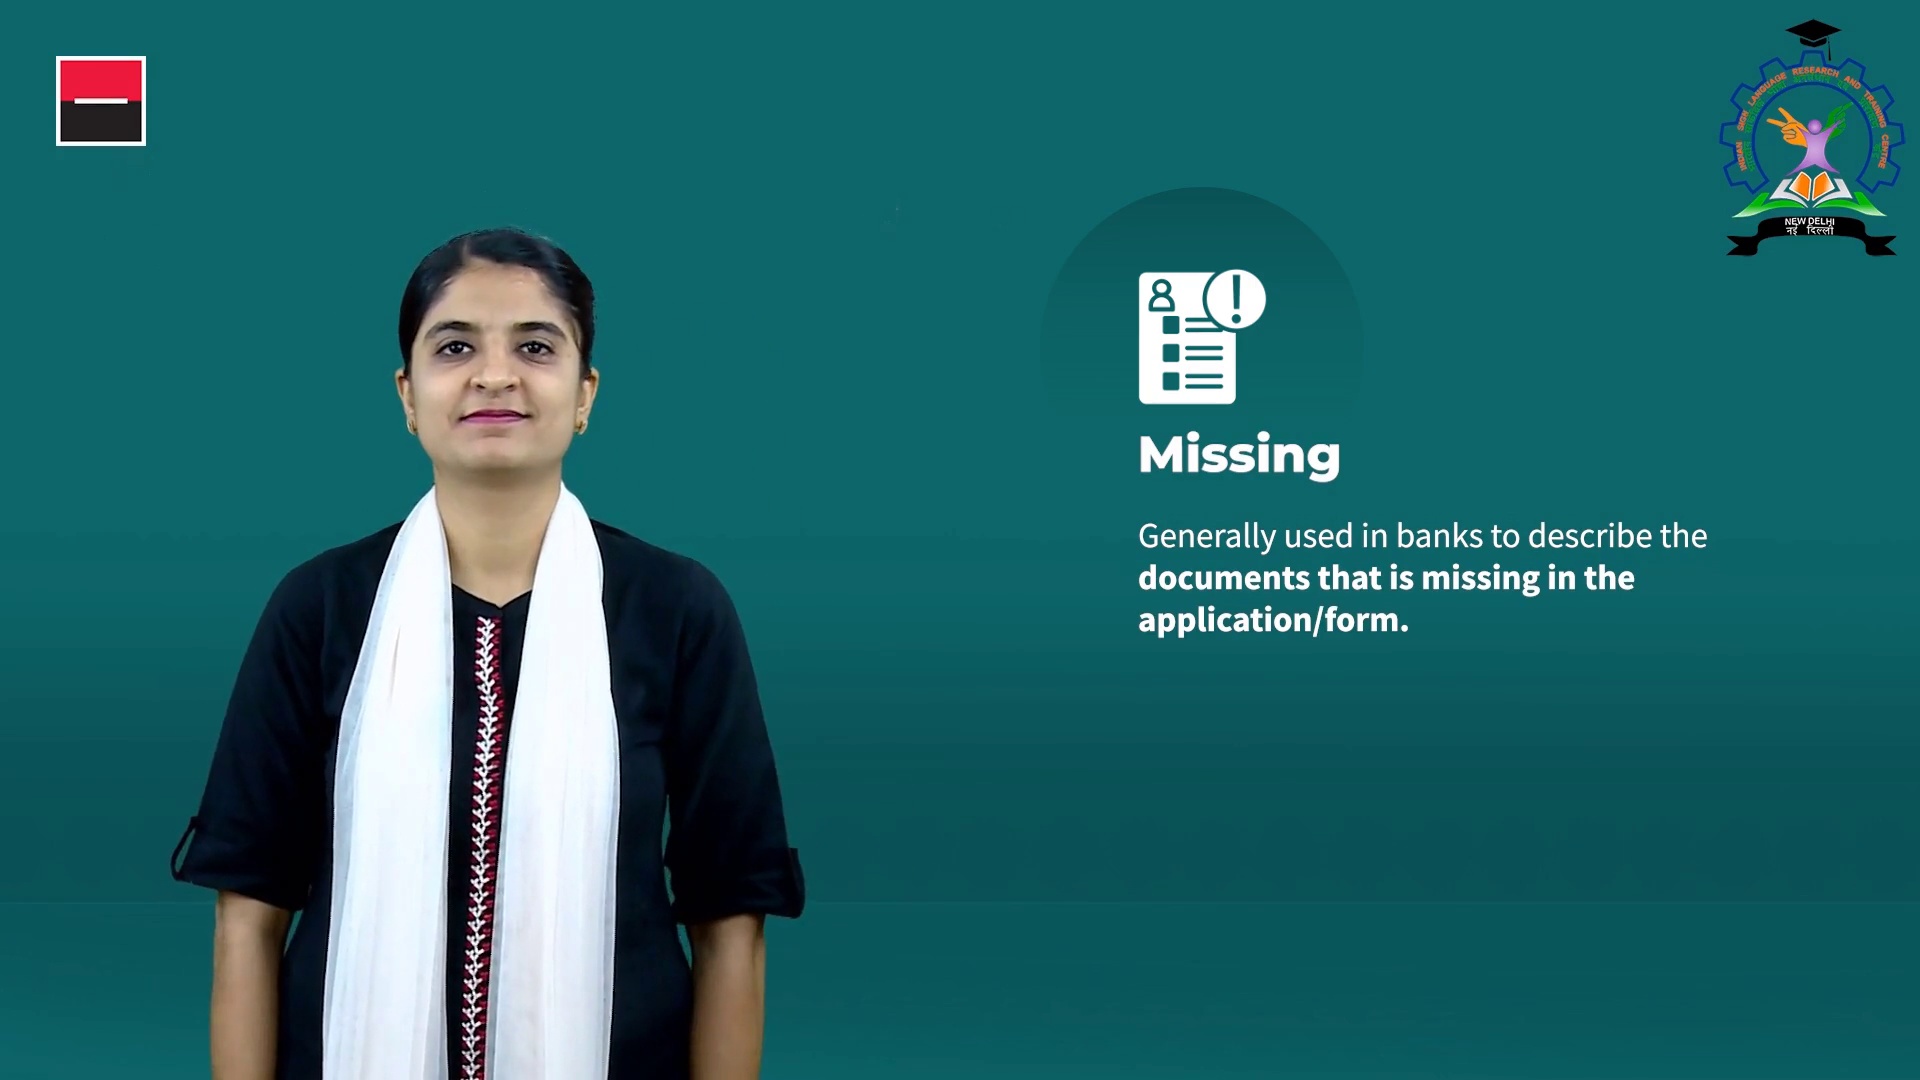 INDIAN SIGN LANGUAGE RESEARCH AND TRAINING CENTRE
NEW DELHI
नई दिल्ली
Missing
Generally used in banks to describe the
documents that is missing in the
application/form.